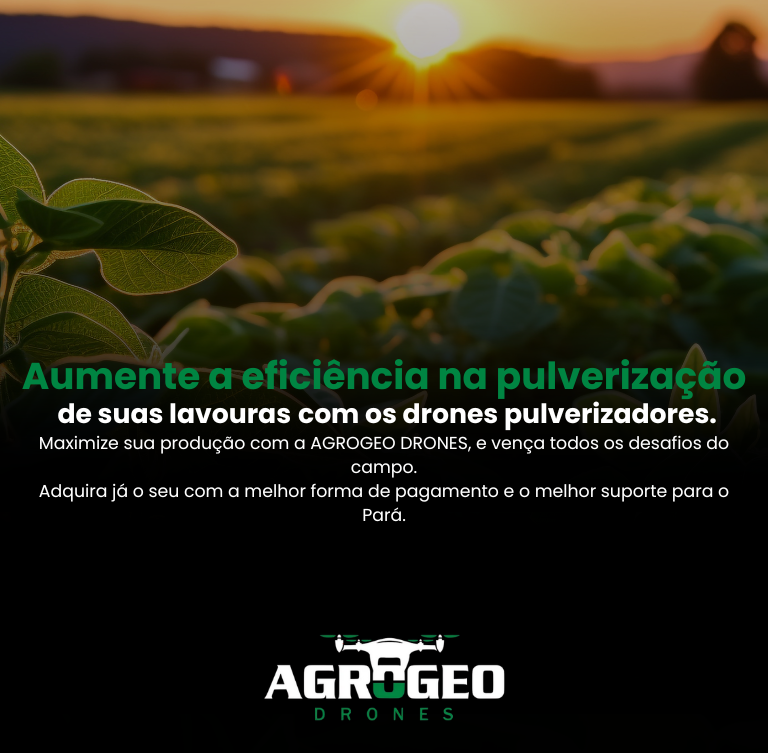 Aumente a eficiência na pulverização
de suas lavouras com os drones pulverizadores.
Maximize sua produção com a AGROGEO DRONES, e vença todos os desafios do
campo.
Adquira já o seu com a melhor forma de pagamento e o melhor suporte para o
Pará.
AGROGEO
DRONES